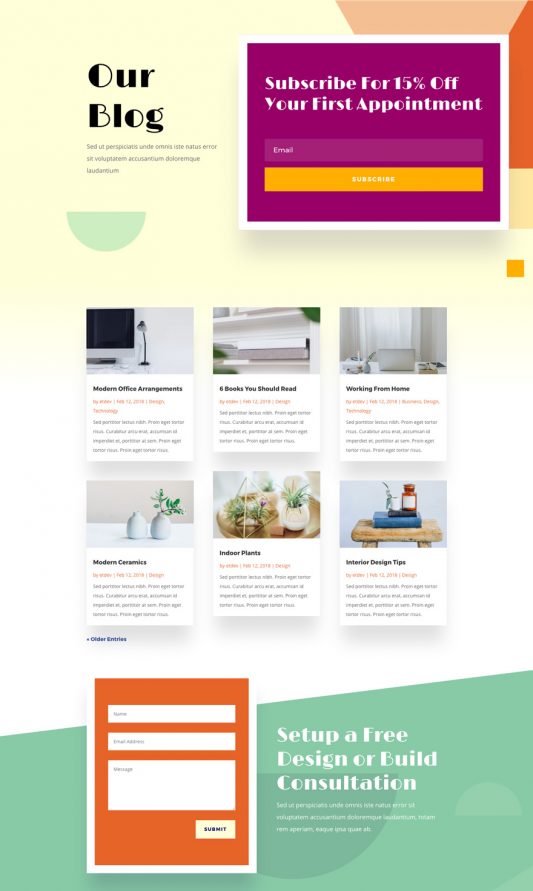 Our
Blog
Sed ut perspiciatis unde omnis iste natus error
sit voluptatem accusantium doloremque
laudantium
Subscribe For 15% Off
Your First Appointment
Email
SUBSCRIBE
Modern Office Arrangements
by etdev | Feb 12, 2018 | Design,
Technology
Sed porttitor lectus nibh. Proin eget tortor
risus. Curabitur arcu erat, accumsan id
imperdiet et, porttitor at sem. Proin eget
tortor risus. Proin eget tortor risus.
6 Books You Should Read
by etdev | Feb 12, 2018 | Design
Sed porttitor lectus nibh. Proin eget tortor
risus. Curabitur arcu erat, accumsan id
imperdiet et, porttitor at sem. Proin eget
tortor risus. Proin eget tortor risus.
Working From Home
by etdev | Feb 12, 2018 | Business, Design,
Technology
Sed porttitor lectus nibh. Proin eget tortor
risus. Curabitur arcu erat, accumsan id
imperdiet et, porttitor at sem. Proin eget
tortor risus. Proin eget tortor risus.
Modern Ceramics
by etdev | Feb 12, 2018 | Design
Sed porttitor lectus nibh. Proin eget tortor
risus. Curabitur arcu erat, accumsan id
imperdiet et, porttitor at sem. Proin eget
tortor risus. Proin eget tortor risus.
Indoor Plants
by etdev | Feb 12, 2018 | Design
Sed porttitor lectus nibh. Proin eget tortor
risus. Curabitur arcu erat, accumsan id
imperdiet et, porttitor at sem. Proin eget
tortor risus. Proin eget tortor risus.
Interior Design Tips
by etdev | Feb 12, 2018 | Design
Sed porttitor lectus nibh. Proin eget tortor
risus. Curabitur arcu erat, accumsan id
imperdiet et, porttitor at sem. Proin eget
tortor risus. Proin eget tortor risus.
« Older Entries
Name
Email Address
Message
SUBMIT
Setup a Free
Design or Build
Consultation
Sed ut perspiciatis unde omnis iste natus error sit
voluptatem accusantium doloremque laudantium, totam
rem aperiam, eaque ipsa quae ab.